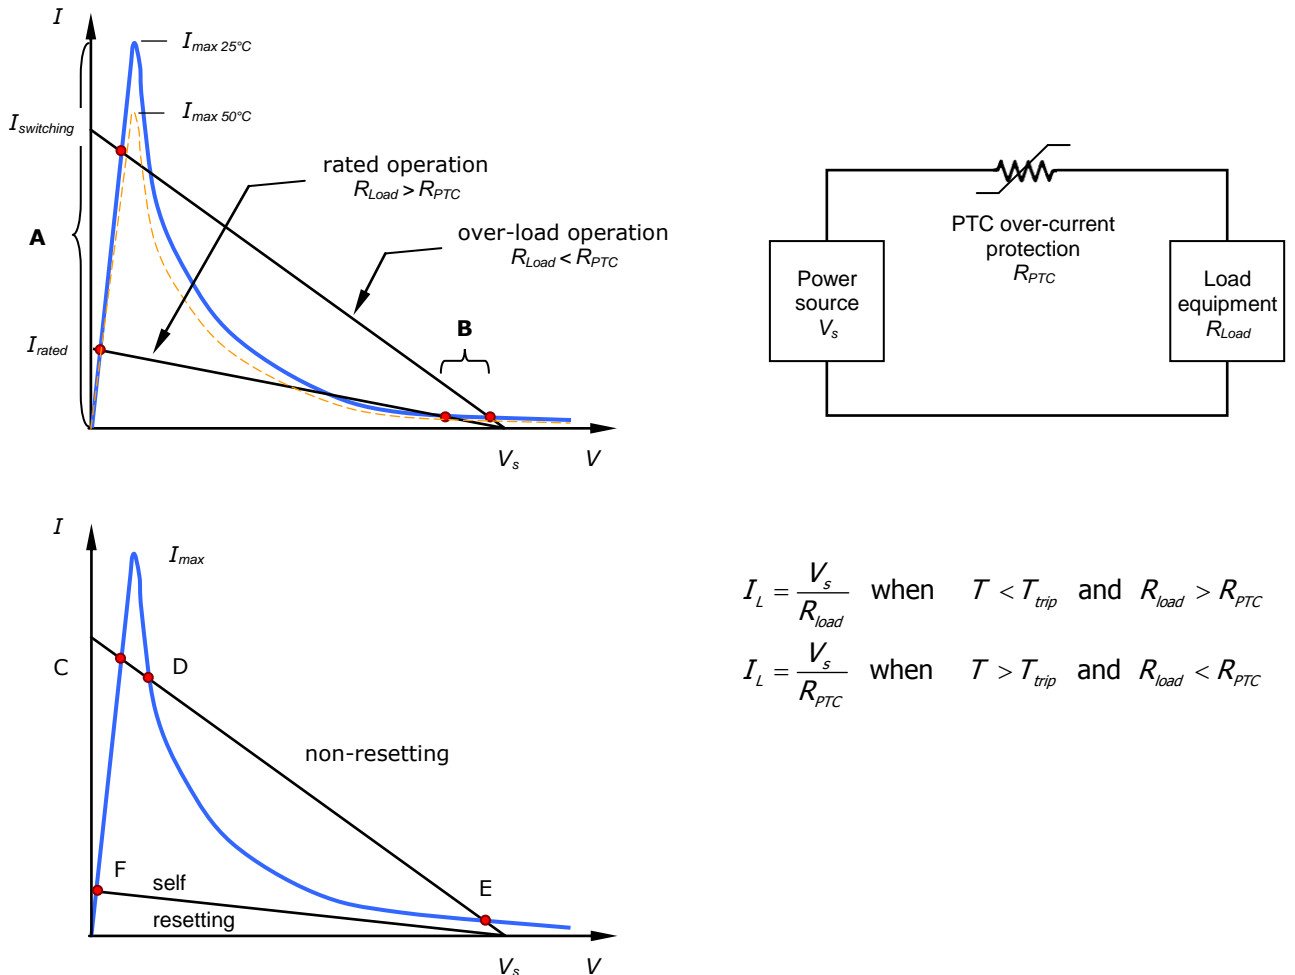 I
I max 25°C
I max 50°C
I switching
rated operation
R Load > R PTC
A
over-load operation
R Load < R PTC
B
I rated
V s
V
PTC over-current
protection
R PTC
Power
source
V s
Load
equipment
R Load
I
I max
C
D
non-resetting
F
self
resetting
E
V s
V
I L = V s / R load when T < T trip and R load > R PTC
I L = V s / R PTC when T > T trip and R load < R PTC